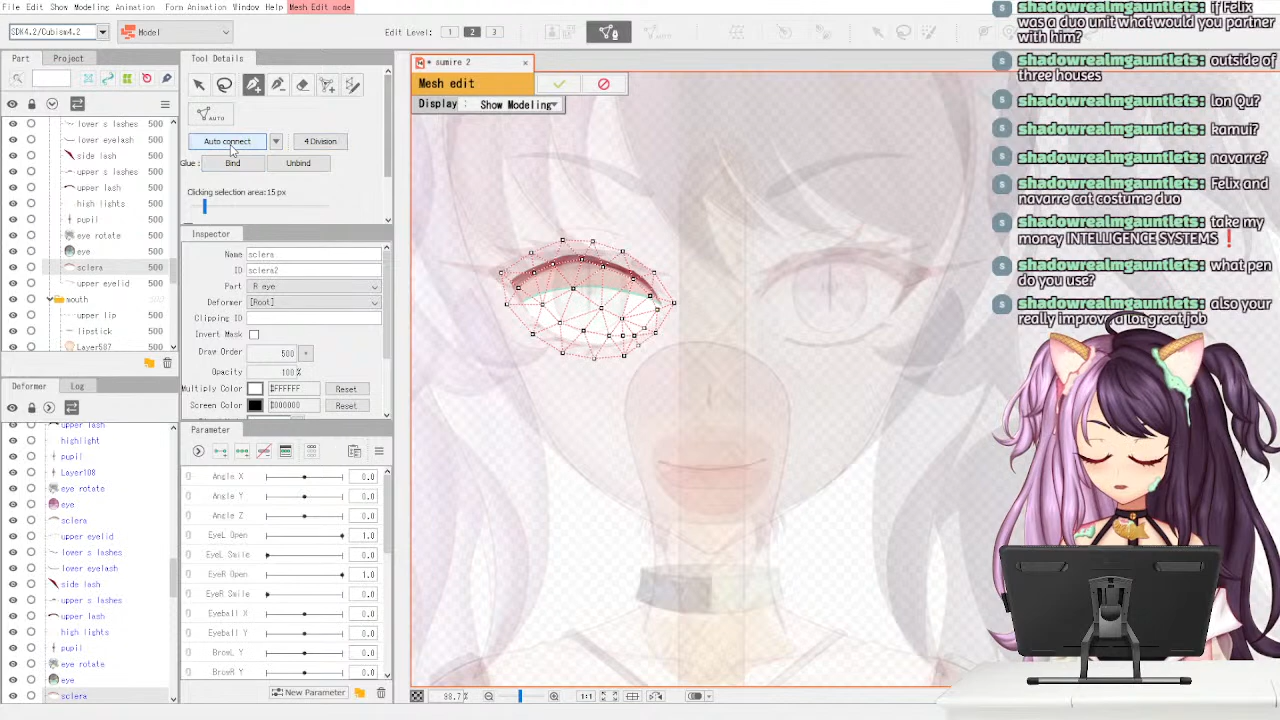 File Edit Show Modeling Animation Form Animation Window Help Mesh Edit mode
SDK4.2/Cubism4.2
Model
Edit Level: 1 2 3
Part Project
Tool Details
* sumire 2
Mesh edit
Display : Show Modeling
AUTO
Auto connect
4 Division
Glue : Bind Unbind
Clicking selection area:15 px
lower s lashes 500
lower eyelash 500
side lash 500
upper s lashes 500
upper lash 500
high lights 500
pupil 500
eye rotate 500
eye 500
sclera 500
upper eyelid 500
mouth
upper lip 500
lipstick 500
Layer587 500
Inspector
Name sclera
ID sclera2
Part R eye
Deformer [Root]
Clipping ID
Invert Mask
Draw Order 500
Opacity 100%
Multiply Color #FFFFFF Reset
Screen Color #000000 Reset
Deformer Log
upper lash
highlight
pupil
Layer108
eye rotate
eye
sclera
upper eyelid
lower s lashes
lower eyelash
side lash
upper s lashes
upper lash
high lights
pupil
eye rotate
eye
sclera
Parameter
Angle X 0.0
Angle Y 0.0
Angle Z 0.0
EyeL Open 1.0
EyeL Smile 0.0
EyeR Open 1.0
EyeR Smile 0.0
Eyeball X 0.0
Eyeball Y 0.0
BrowL Y 0.0
BrowR Y 0.0
New Parameter
98.7%
1:1
shadowrealmgauntlets: if Felix
was a duo unit what would you partner
with him?
shadowrealmgauntlets: outside of
three houses
shadowrealmgauntlets: lon Qu?
shadowrealmgauntlets: kamui?
shadowrealmgauntlets: navarre?
shadowrealmgauntlets: Felix and
navarre cat costume duo
shadowrealmgauntlets: take my
money INTELLIGENCE SYSTEMS ❗
shadowrealmgauntlets: what pen
do you use?
shadowrealmgauntlets: also your
really improved a lot great job